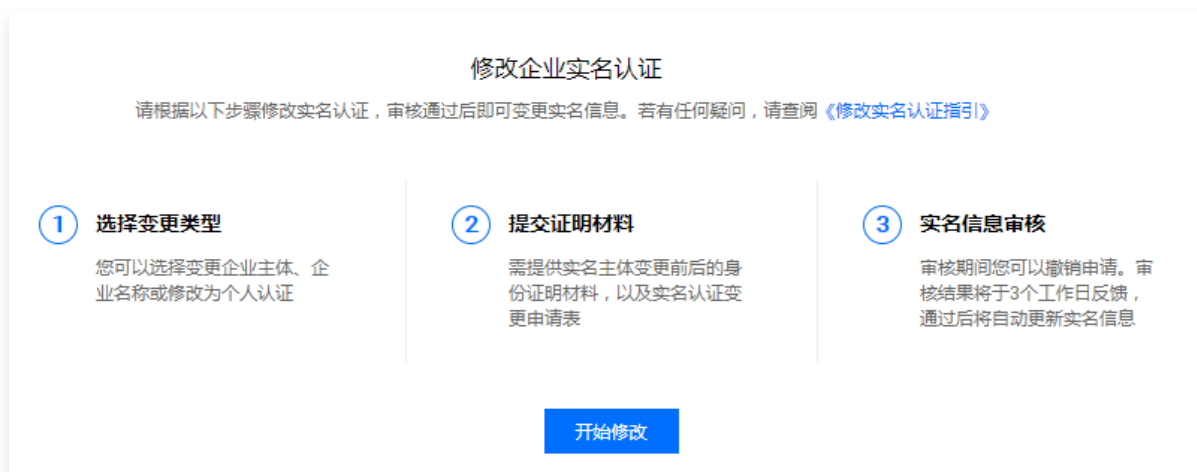 修改企业实名认证
请根据以下步骤修改实名认证，审核通过后即可变更实名信息。若有任何疑问，请查阅《修改实名认证指引》
1 选择变更类型
您可以选择变更企业主体、企
业名称或修改为个人认证
2 提交证明材料
需提供实名主体变更前后的身
份证明材料，以及实名认证变
更申请表
3 实名信息审核
审核期间您可以撤销申请。审
核结果将于3个工作日反馈，
通过后将自动更新实名信息
开始修改